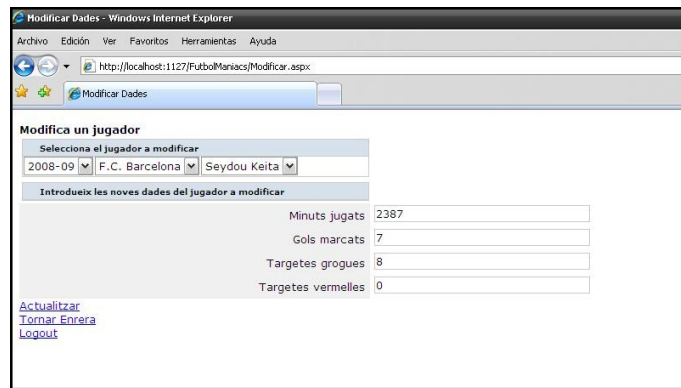 Modificar Dades - Windows Internet Explorer
Archivo Edición Ver Favoritos Herramientas Ayuda
http://localhost:1127/FutbolManiacs/Modificar.aspx
Modificar Dades
Modifica un jugador
Selecciona el jugador a modificar
2008-09 F.C. Barcelona Seydou Keita
Introdueix les noves dades del jugador a modificar
Minuts jugats 2387
Gols marcats 7
Targetes grogues 8
Targetes vermelles 0
Actualitzar
Tornar Enrera
Logout